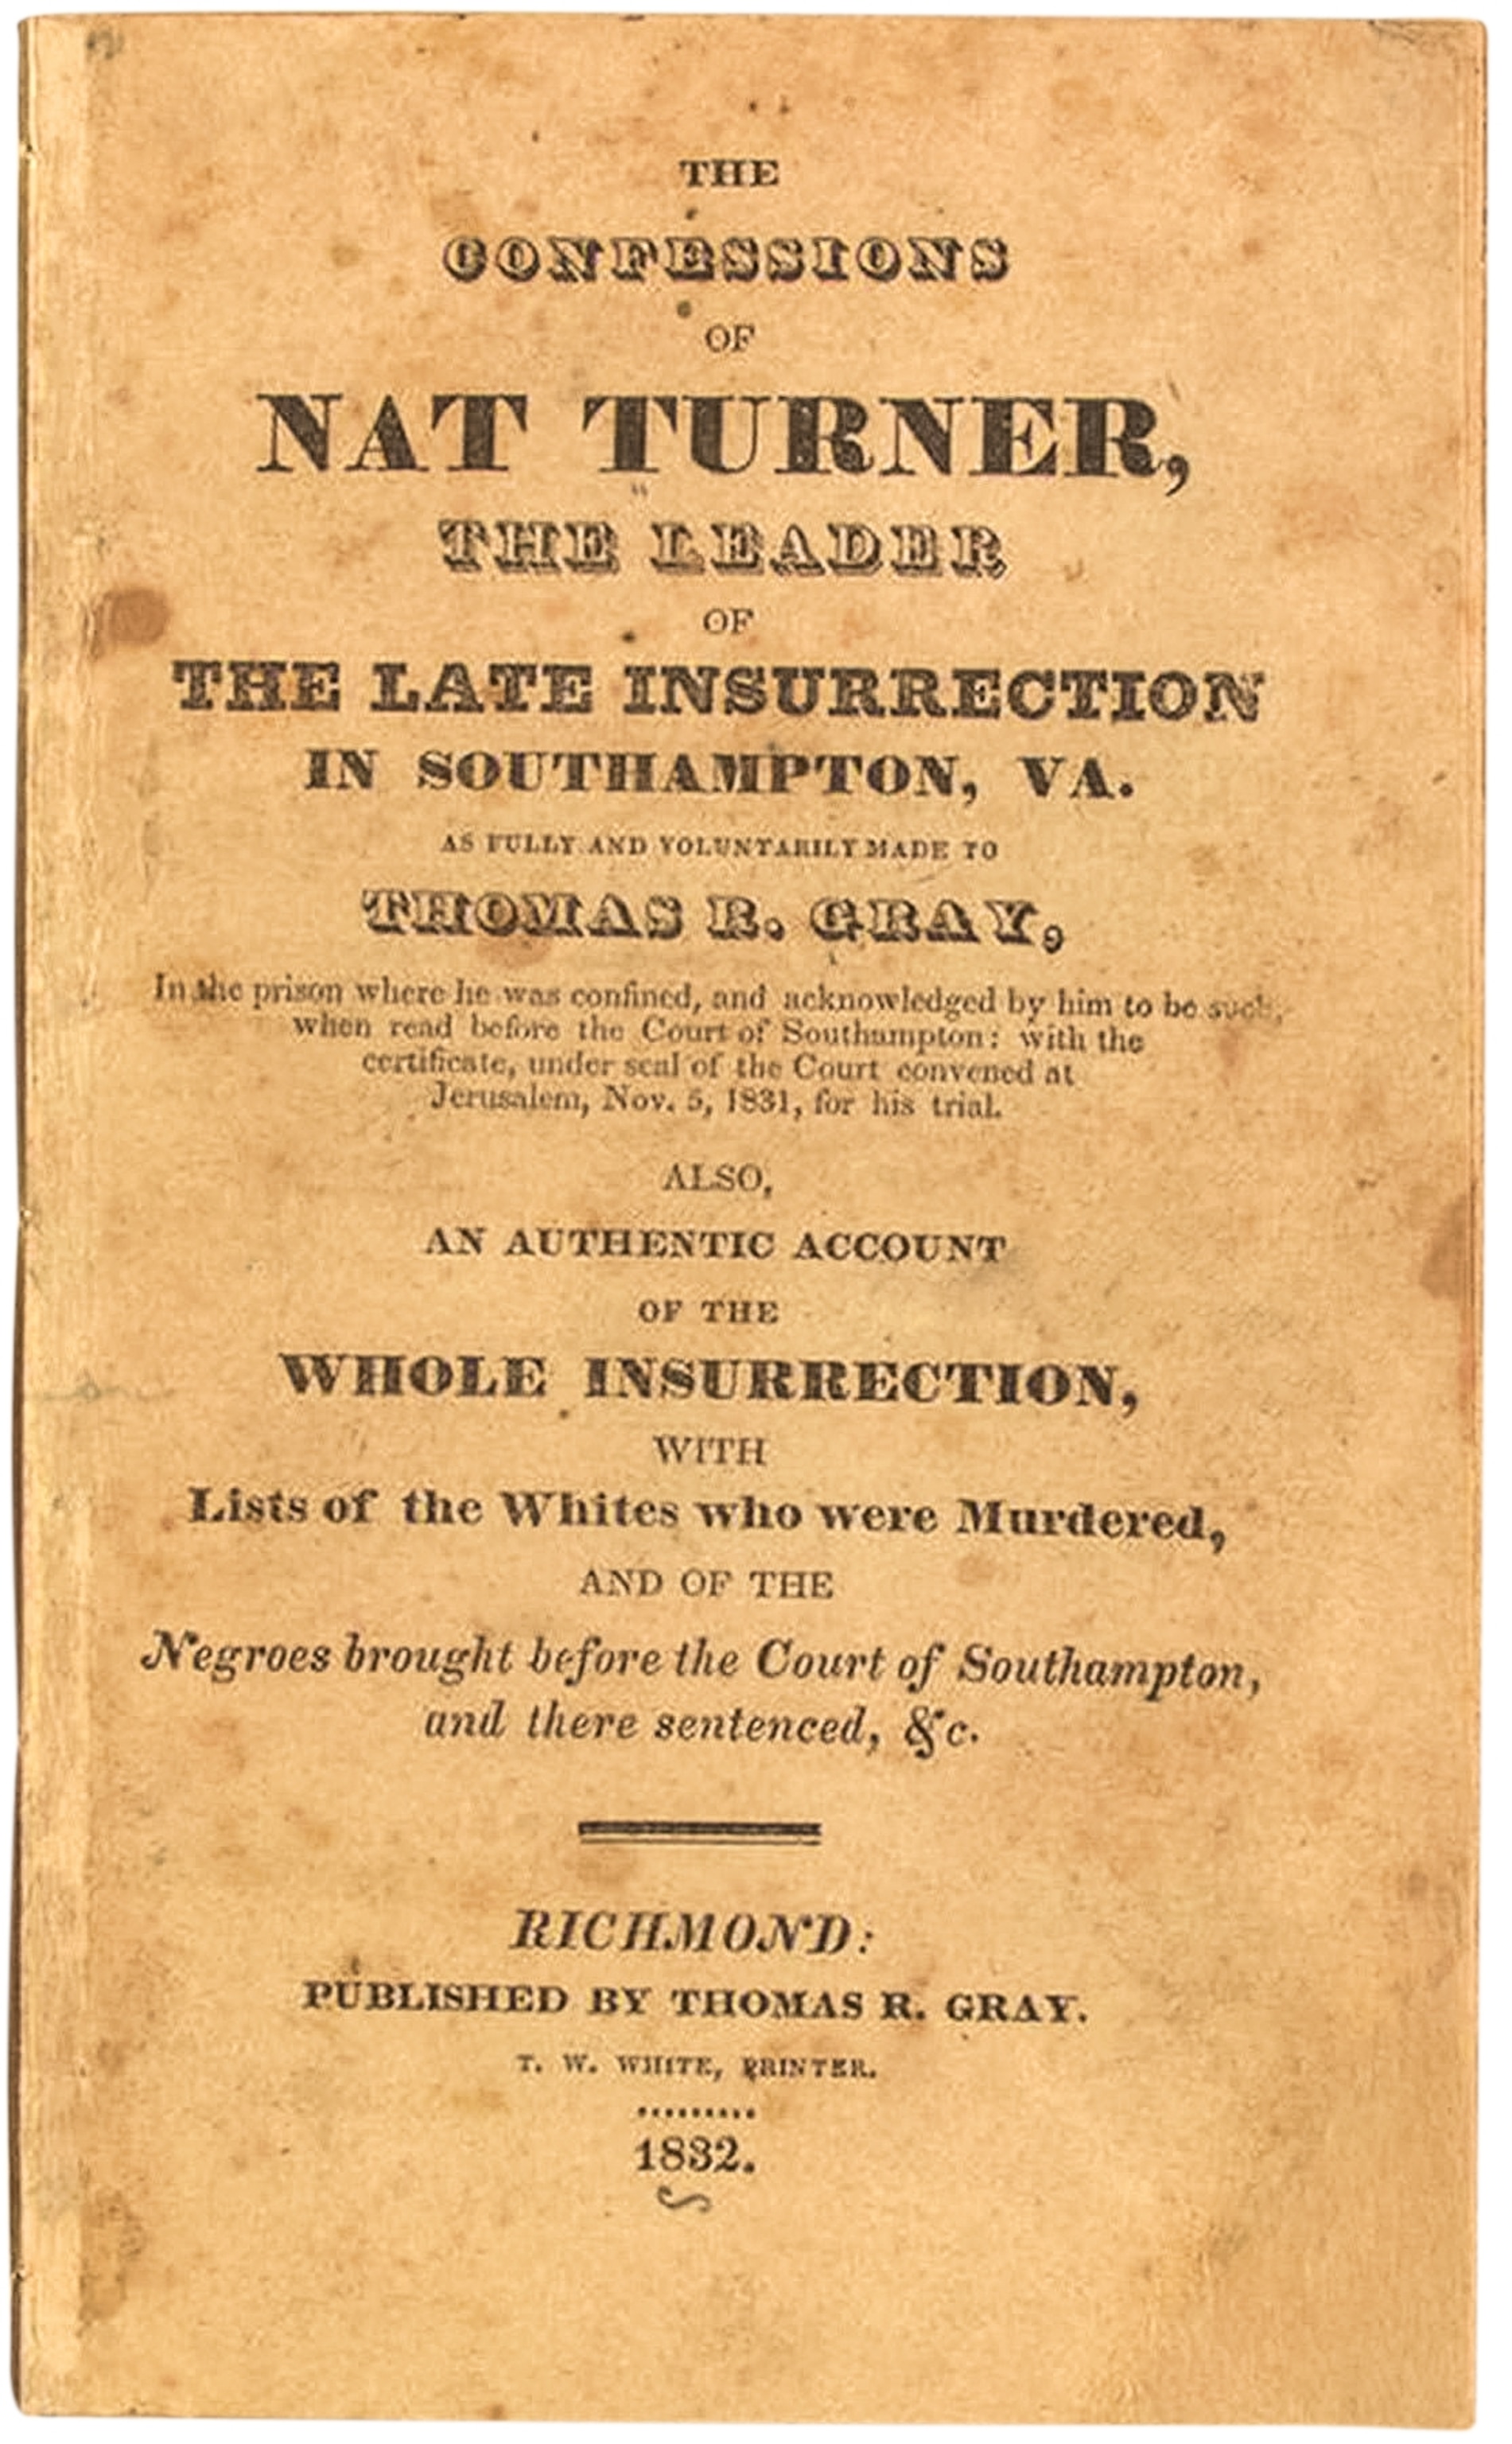 THE
CONFESSIONS
OF
NAT TURNER,
THE LEADER
OF
THE LATE INSURRECTION
IN SOUTHAMPTON, VA.
AS FULLY AND VOLUNTARILY MADE TO
THOMAS R. GRAY,
In the prison where he was confined, and acknowledged by him to be such,
when read before the Court of Southampton: with the
certificate, under seal of the Court convened at
Jerusalem, Nov. 5, 1831, for his trial.
ALSO,
AN AUTHENTIC ACCOUNT
OF THE
WHOLE INSURRECTION,
WITH
Lists of the Whites who were Murdered,
AND OF THE
Negroes brought before the Court of Southampton,
and there sentenced, &c.
RICHMOND:
PUBLISHED BY THOMAS R. GRAY.
T. W. WHITE, PRINTER.
.........
1832.